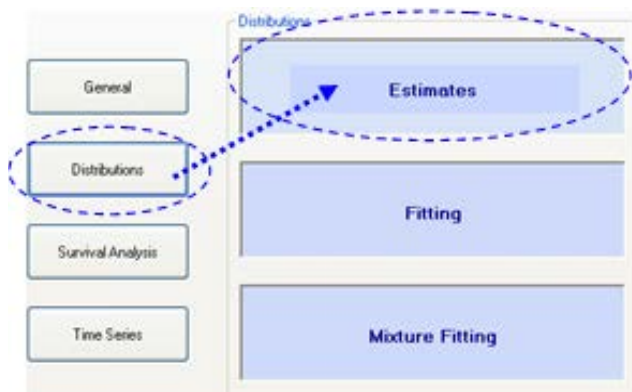 Distributions
General
Estimates
Distributions
Fitting
Survival Analysis
Time Series
Mixture Fitting